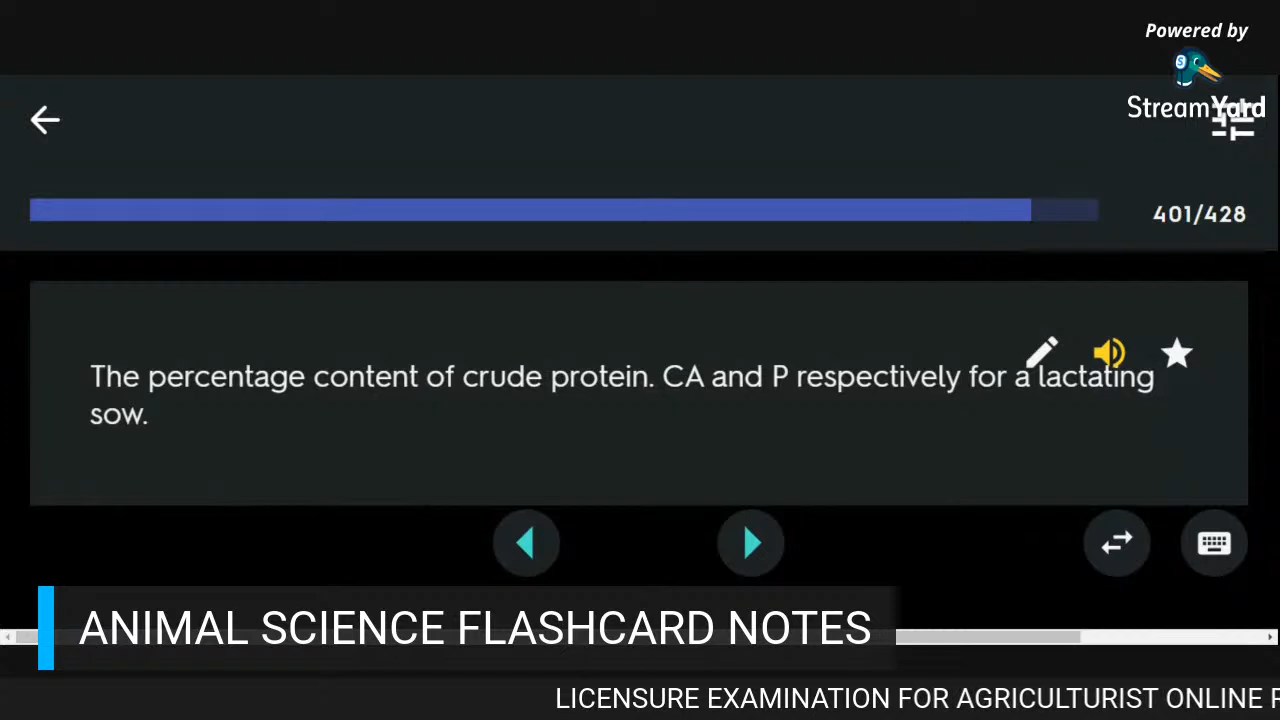 Powered by
StreamYard
401/428
The percentage content of crude protein. CA and P respectively for a lactating
sow.
ANIMAL SCIENCE FLASHCARD NOTES
LICENSURE EXAMINATION FOR AGRICULTURIST ONLINE